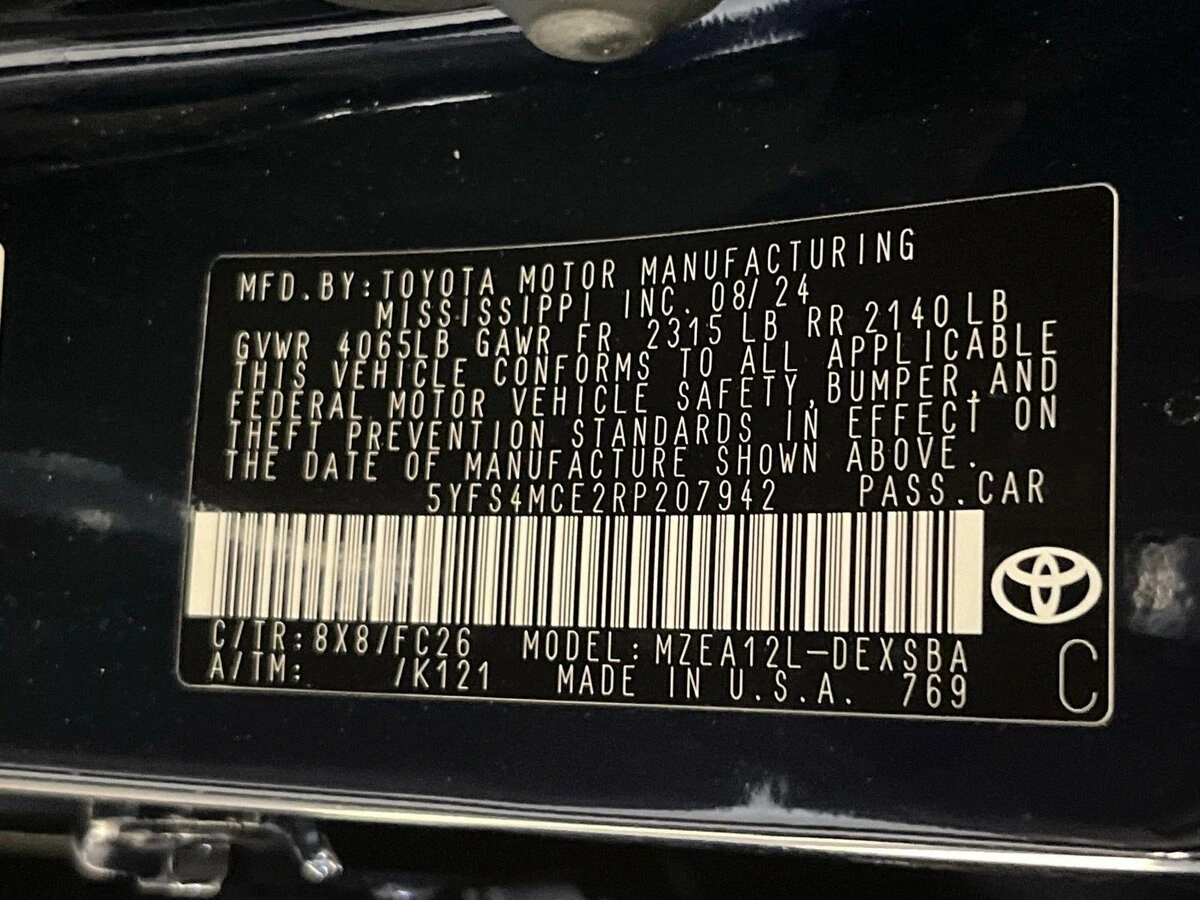 MFD.BY:TOYOTA MOTOR MANUFACTURING
MISSISSIPPI INC. 08/24
GVWR 4065LB GAWR FR 2315 LB RR 2140 LB
THIS VEHICLE CONFORMS TO ALL APPLICABLE
FEDERAL MOTOR VEHICLE SAFETY,BUMPER,AND
THEFT PREVENTION STANDARDS IN EFFECT ON
THE DATE OF MANUFACTURE SHOWN ABOVE.
5YFS4MCE2RP207942 PASS.CAR
C/TR:8X8/FC26 MODEL:MZEA12L-DEXSBA
A/TM: /K121 MADE IN U.S.A. 769
C